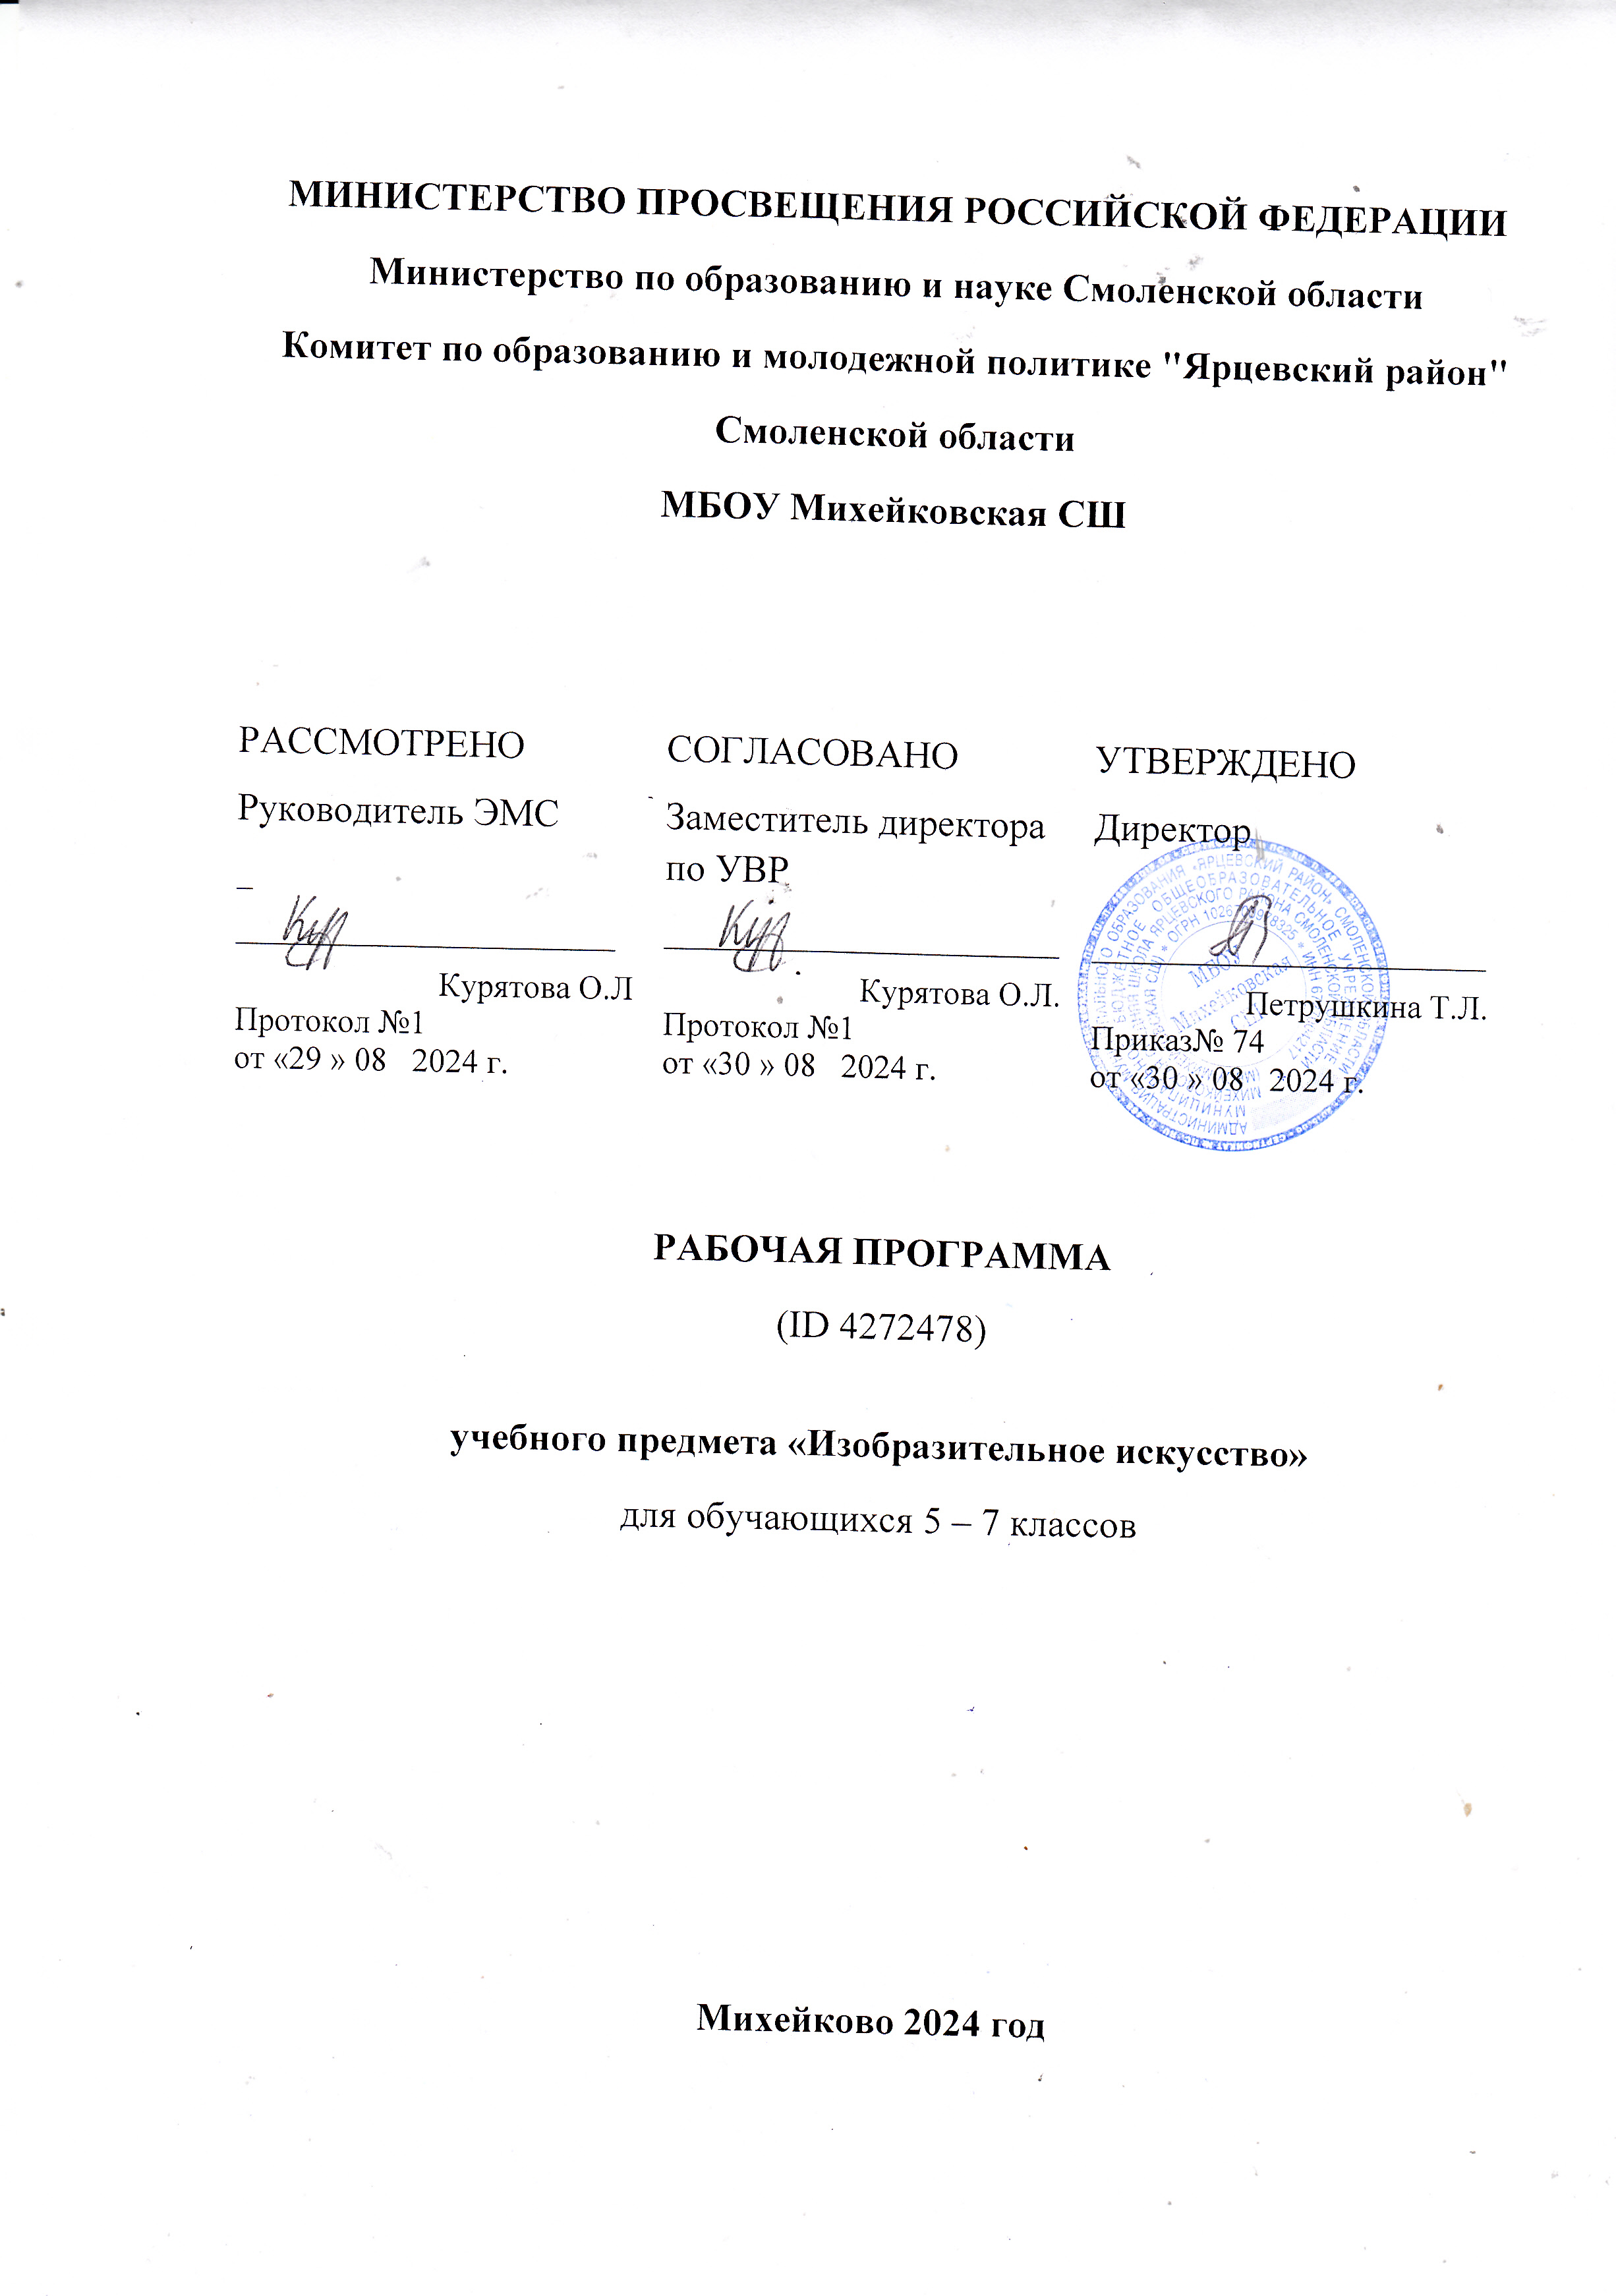 МИНИСТЕРСТВО ПРОСВЕЩЕНИЯ РОССИЙСКОЙ ФЕДЕРАЦИИ
Министерство по образованию и науке Смоленской области
Комитет по образованию и молодежной политике "Ярцевский район"
Смоленской области
МБОУ Михейковская СШ
РАССМОТРЕНО
Руководитель ЭМС
_
Курятова О.Л
Протокол №1
от «29 » 08 2024 г.
СОГЛАСОВАНО
Заместитель директора
по УВР
Курятова О.Л.
Протокол №1
от «30 » 08 2024 г.
УТВЕРЖДЕНО
Директор
Петрушкина Т.Л.
Приказ№ 74
от «30 » 08 2024 г.
МБОУ
Михейковская
РАБОЧАЯ ПРОГРАММА
(ID 4272478)
учебного предмета «Изобразительное искусство»
для обучающихся 5 – 7 классов
Михейково 2024 год